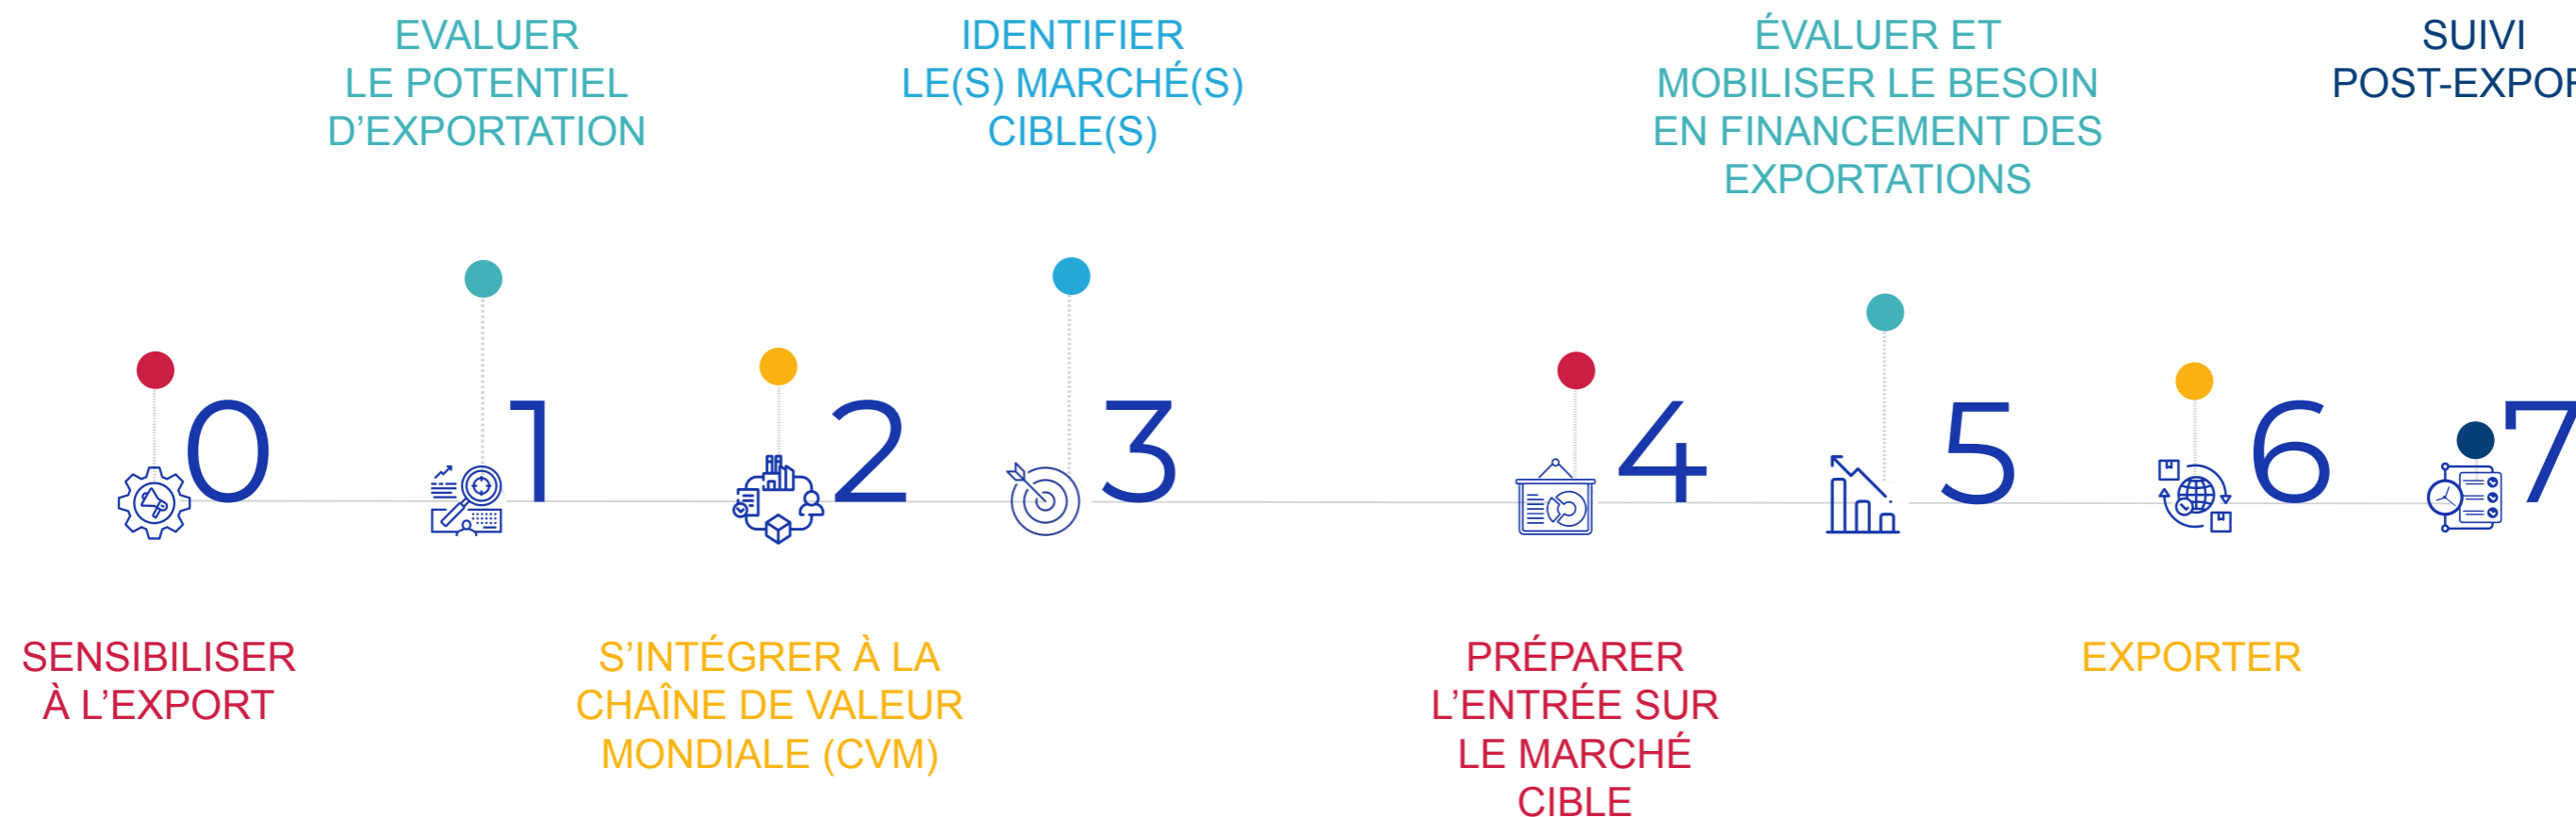 EVALUER
LE POTENTIEL
D’EXPORTATION
IDENTIFIER
LE(S) MARCHÉ(S)
CIBLE(S)
ÉVALUER ET
MOBILISER LE BESOIN
EN FINANCEMENT DES
EXPORTATIONS
SUIVI
0 1 2 3 4 5 6 7
SENSIBILISER
À L’EXPORT
S’INTÉGRER À LA
CHAÎNE DE VALEUR
MONDIALE (CVM)
PRÉPARER
L’ENTRÉE SUR
LE MARCHÉ
CIBLE
EXPORTER